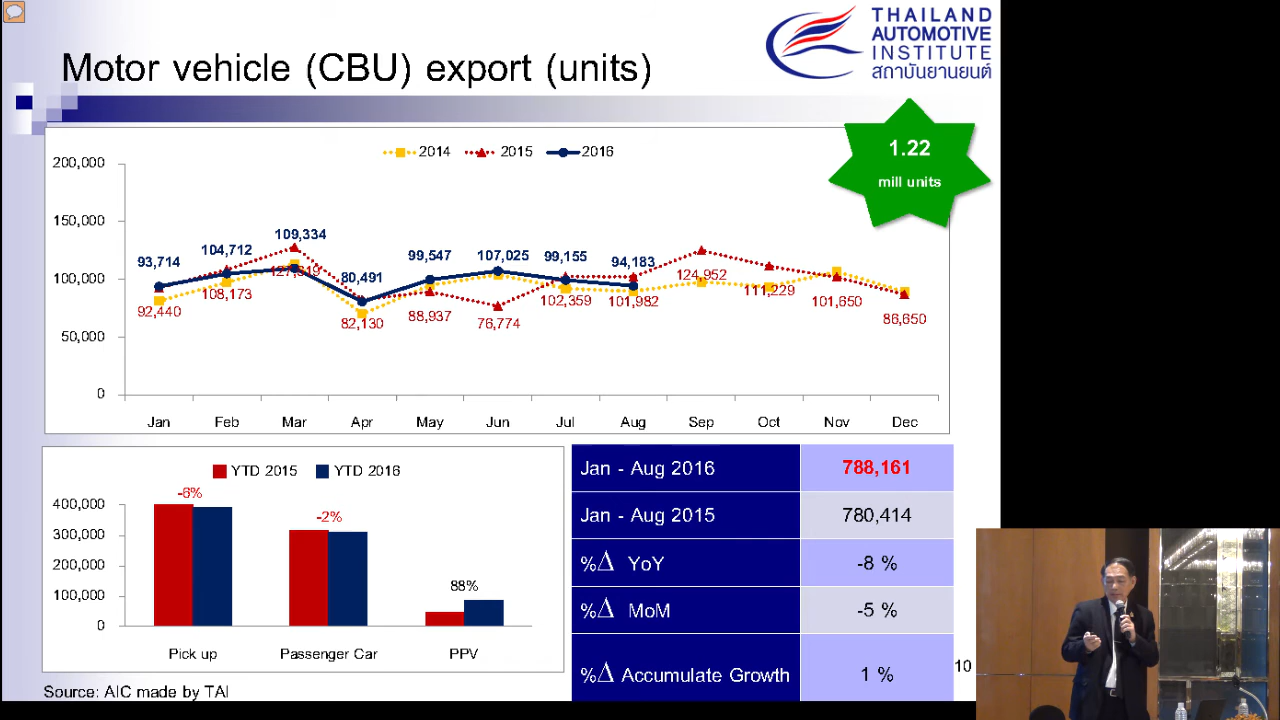 THAILAND
AUTOMOTIVE
INSTITUTE
สถาบันยานยนต์
Motor vehicle (CBU) export (units)
1.22
mill units
2014 2015 2016
200,000
150,000
100,000
50,000
0
93,714 104,712 109,334 80,491 99,547 107,025 99,155 94,183
92,440 108,173 127,819 82,130 88,937 76,774 102,359 101,982 124,952 111,229 101,650 86,650
Jan Feb Mar Apr May Jun Jul Aug Sep Oct Nov Dec
YTD 2015 YTD 2016
400,000
300,000
200,000
100,000
0
-6% -2% 88%
Pick up Passenger Car PPV
Jan - Aug 2016 788,161
Jan - Aug 2015 780,414
%Δ YoY -8 %
%Δ MoM -5 %
%Δ Accumulate Growth 1 %
10
Source: AIC made by TAI